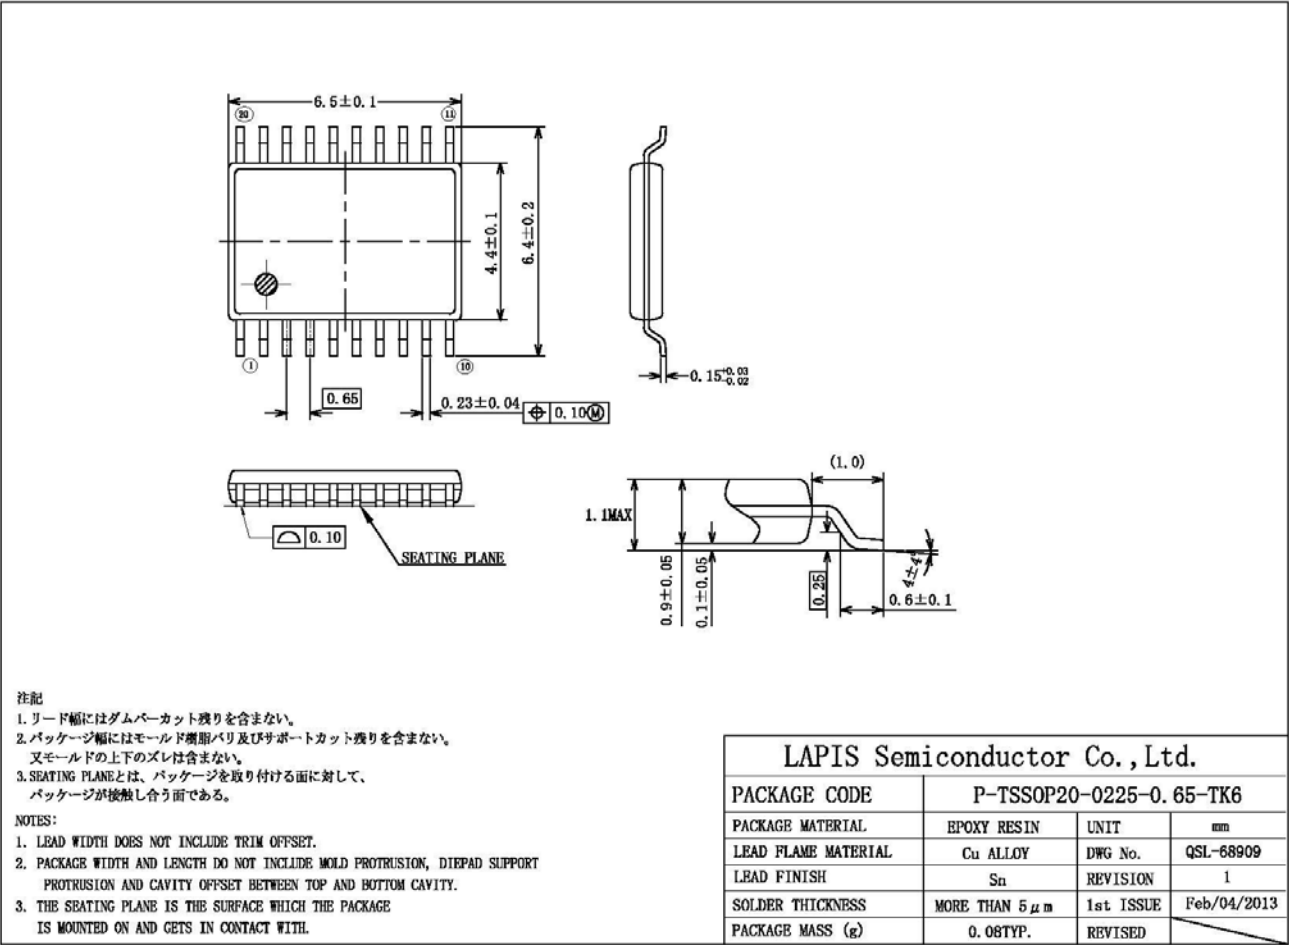 6.5±0.1
20
11
4.4±0.1
6.4±0.2
1
10
0.65
0.23±0.04
0.10Ⓜ
0.15+0.03
-0.02
0.10
SEATING PLANE
(1.0)
1.1MAX
0.9±0.05
0.1±0.05
0.25
4±4°
0.6±0.1
注記
1.リード幅にはダムバーカット残りを含まない。
2.パッケージ幅にはモールド樹脂バリ及びサポートカット残りを含まない。
又モールドの上下のズレは含まない。
3.SEATING PLANEとは、パッケージを取り付ける面に対して、
パッケージが接触し合う面である。
NOTES:
1. LEAD WIDTH DOES NOT INCLUDE TRIM OFFSET.
2. PACKAGE WIDTH AND LENGTH DO NOT INCLUDE MOLD PROTRUSION, DIEPAD SUPPORT
PROTRUSION AND CAVITY OFFSET BETWEEN TOP AND BOTTOM CAVITY.
3. THE SEATING PLANE IS THE SURFACE WHICH THE PACKAGE
IS MOUNTED ON AND GETS IN CONTACT WITH.
LAPIS Semiconductor Co.,Ltd.
PACKAGE CODE P-TSSOP20-0225-0.65-TK6
PACKAGE MATERIAL EPOXY RESIN UNIT mm
LEAD FLAME MATERIAL Cu ALLOY DWG No. QSL-68909
LEAD FINISH Sn REVISION 1
SOLDER THICKNESS MORE THAN 5μm 1st ISSUE Feb/04/2013
PACKAGE MASS (g) 0.08TYP. REVISED